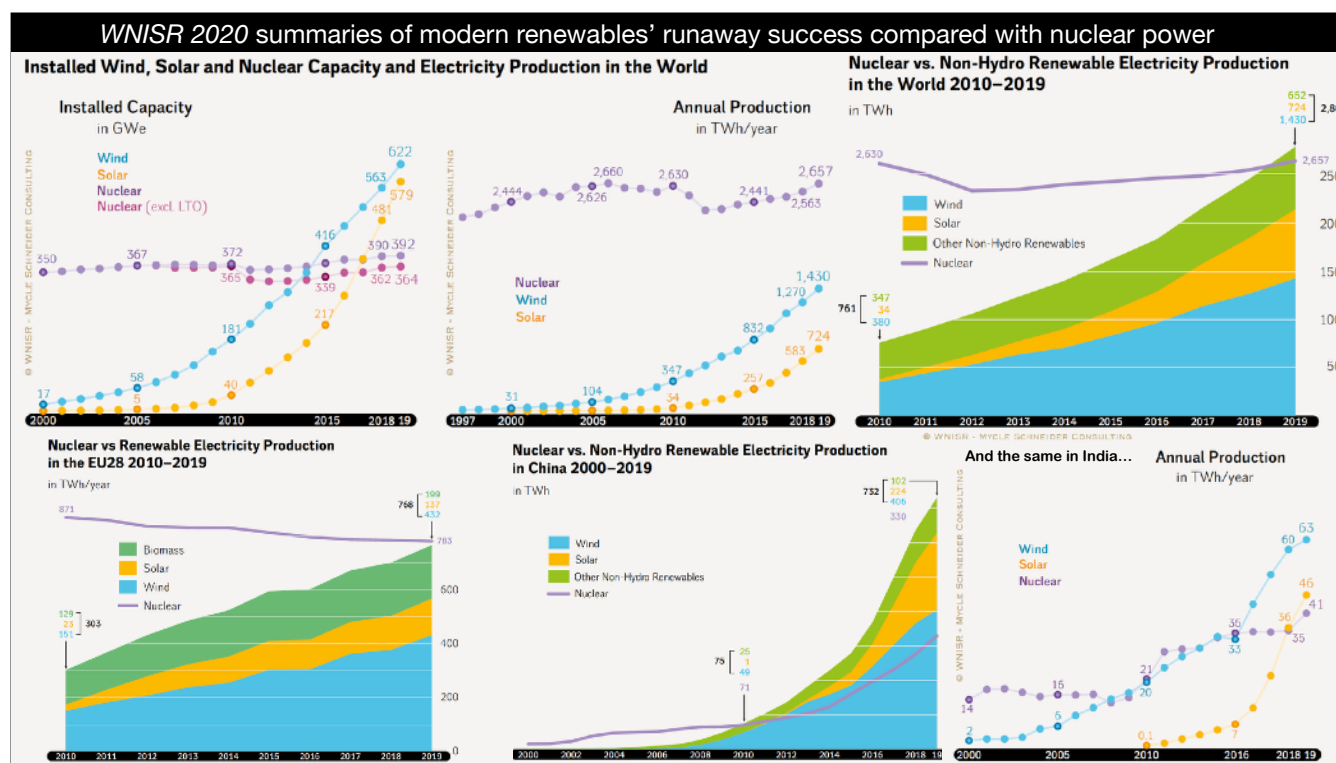 WNISR 2020 summaries of modern renewables' runaway success compared with nuclear power
Installed Wind, Solar and Nuclear Capacity and Electricity Production in the World
Installed Capacity
in GWe
Wind
Solar
Nuclear
Nuclear (excl. LTO)
© WNISR - MYCLE SCHNEIDER CONSULTING
622
563
579
481
416
390 392
350
367
372
365
339
362 364
217
181
58
40
17
5
2000
2005
2010
2015
2018 19
Annual Production
in TWh/year
© WNISR - MYCLE SCHNEIDER CONSULTING
2,444
2,660
2,626
2,630
2,441
2,657
2,563
Nuclear
Wind
Solar
1,430
1,270
832
724
583
347
257
104
31
34
1997
2000
2005
2010
2015
2018 19
Nuclear vs. Non-Hydro Renewable Electricity Production
in the World 2010–2019
in TWh
652
724
1,430
2,8
2,630
2,657
Wind
Solar
Other Non-Hydro Renewables
Nuclear
761
347
34
380
250
200
100
50
2010 2011 2012 2013 2014 2015 2016 2017 2018 2019
© WNISR - MYCLE SCHNEIDER CONSULTING
Nuclear vs Renewable Electricity Production
in the EU28 2010–2019
in TWh/year
871
768
199
137
432
783
Biomass
Solar
Wind
Nuclear
129
23
151
303
600
400
200
0
2010 2011 2012 2013 2014 2015 2016 2017 2018 2019
Nuclear vs. Non-Hydro Renewable Electricity Production
in China 2000–2019
in TWh
732
102
224
406
330
Wind
Solar
Other Non-Hydro Renewables
Nuclear
75
25
1
49
71
2000 2002 2004 2006 2008 2010 2012 2014 2016 2018 19
And the same in India…
Annual Production
in TWh/year
© WNISR - MYCLE SCHNEIDER CONSULTING
Wind
Solar
Nuclear
63
60
46
41
36
35
35
33
21
20
16
14
7
6
2
0.1
2000
2005
2010
2016
2018 19